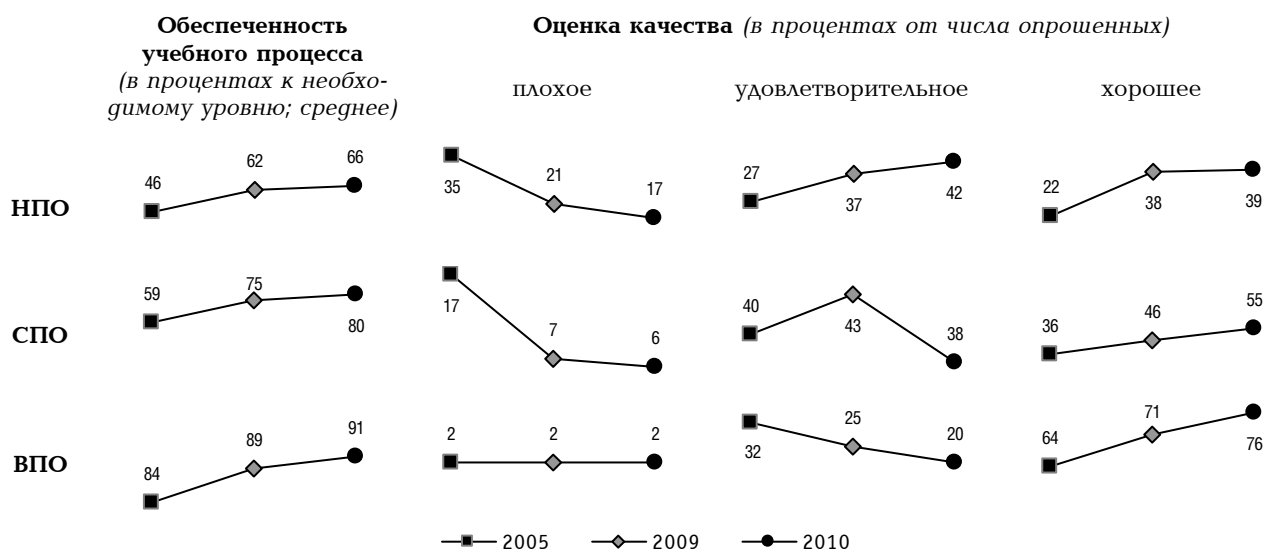 Обеспеченность
учебного процесса
(в процентах к необхо-
димому уровню; среднее)
Оценка качества (в процентах от числа опрошенных)
плохое удовлетворительное хорошее
НПО
46 62 66
35 21 17
27 37 42
22 38 39
СПО
59 75 80
17 7 6
40 43 38
36 46 55
ВПО
84 89 91
2 2 2
32 25 20
64 71 76
2005 2009 2010